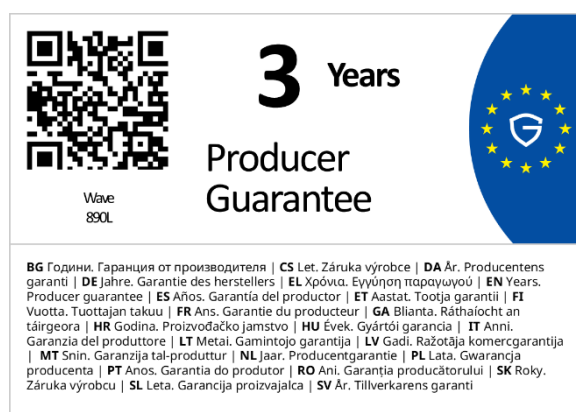 3 Years
Producer
Guarantee
Wave
890L
BG Години. Гаранция от производителя | CS Let. Záruka výrobce | DA År. Producentens
garanti | DE Jahre. Garantie des herstellers | EL Χρόνια. Εγγύηση παραγωγού | EN Years.
Producer guarantee | ES Años. Garantía del productor | ET Aastat. Tootja garantii | FI
Vuotta. Tuottajan takuu | FR Ans. Garantie du producteur | GA Blianta. Ráthaíocht an
táirgeora | HR Godina. Proizvođačko jamstvo | HU Évek. Gyártói garancia | IT Anni.
Garanzia del produttore | LT Metai. Gamintojo garantija | LV Gadi. Ražotāja komercgarantija
| MT Snin. Garanzija tal-produttur | NL Jaar. Producentgarantie | PL Lata. Gwarancja
producenta | PT Anos. Garantia do produtor | RO Ani. Garanția producătorului | SK Roky.
Záruka výrobcu | SL Leta. Garancija proizvajalca | SV År. Tillverkarens garanti